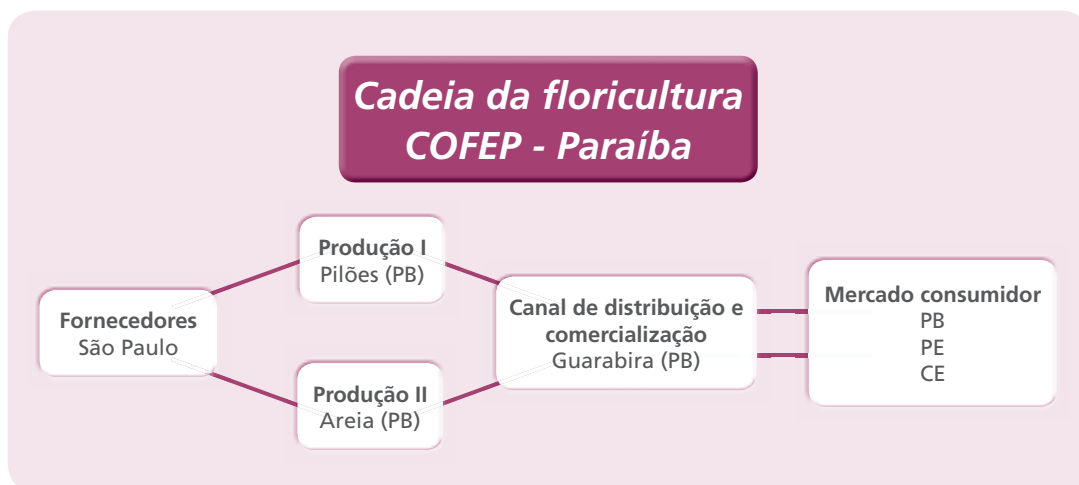 Cadeia da floricultura
COFEP - Paraíba
Fornecedores
São Paulo
Produção I
Pilões (PB)
Produção II
Areia (PB)
Canal de distribuição e
comercialização
Guarabira (PB)
Mercado consumidor
PB
PE
CE